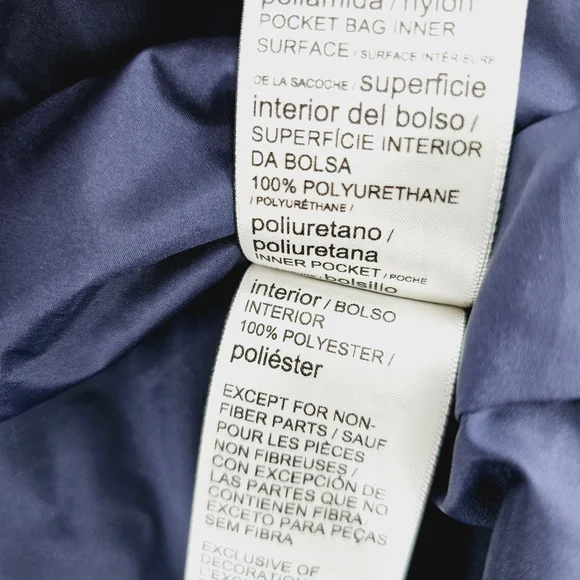 poliamida / nylon
POCKET BAG INNER
SURFACE / SURFACE INTÉRIEURE
DE LA SACOCHE / superficie
interior del bolso /
SUPERFÍCIE INTERIOR
DA BOLSA
100% POLYURETHANE
/ POLYURÉTHANE /
poliuretano /
poliuretana
INNER POCKET / POCHE
bolsillo
interior / BOLSO
INTERIOR
100% POLYESTER /
poliéster
EXCEPT FOR NON-
FIBER PARTS / SAUF
POUR LES PIÈCES
NON FIBREUSES /
CON EXCEPCIÓN DE
LAS PARTES QUE NO
CONTIENEN FIBRA/
EXCETO PARA PEÇAS
SEM FIBRA
EXCLUSIVE OF
DECORATION